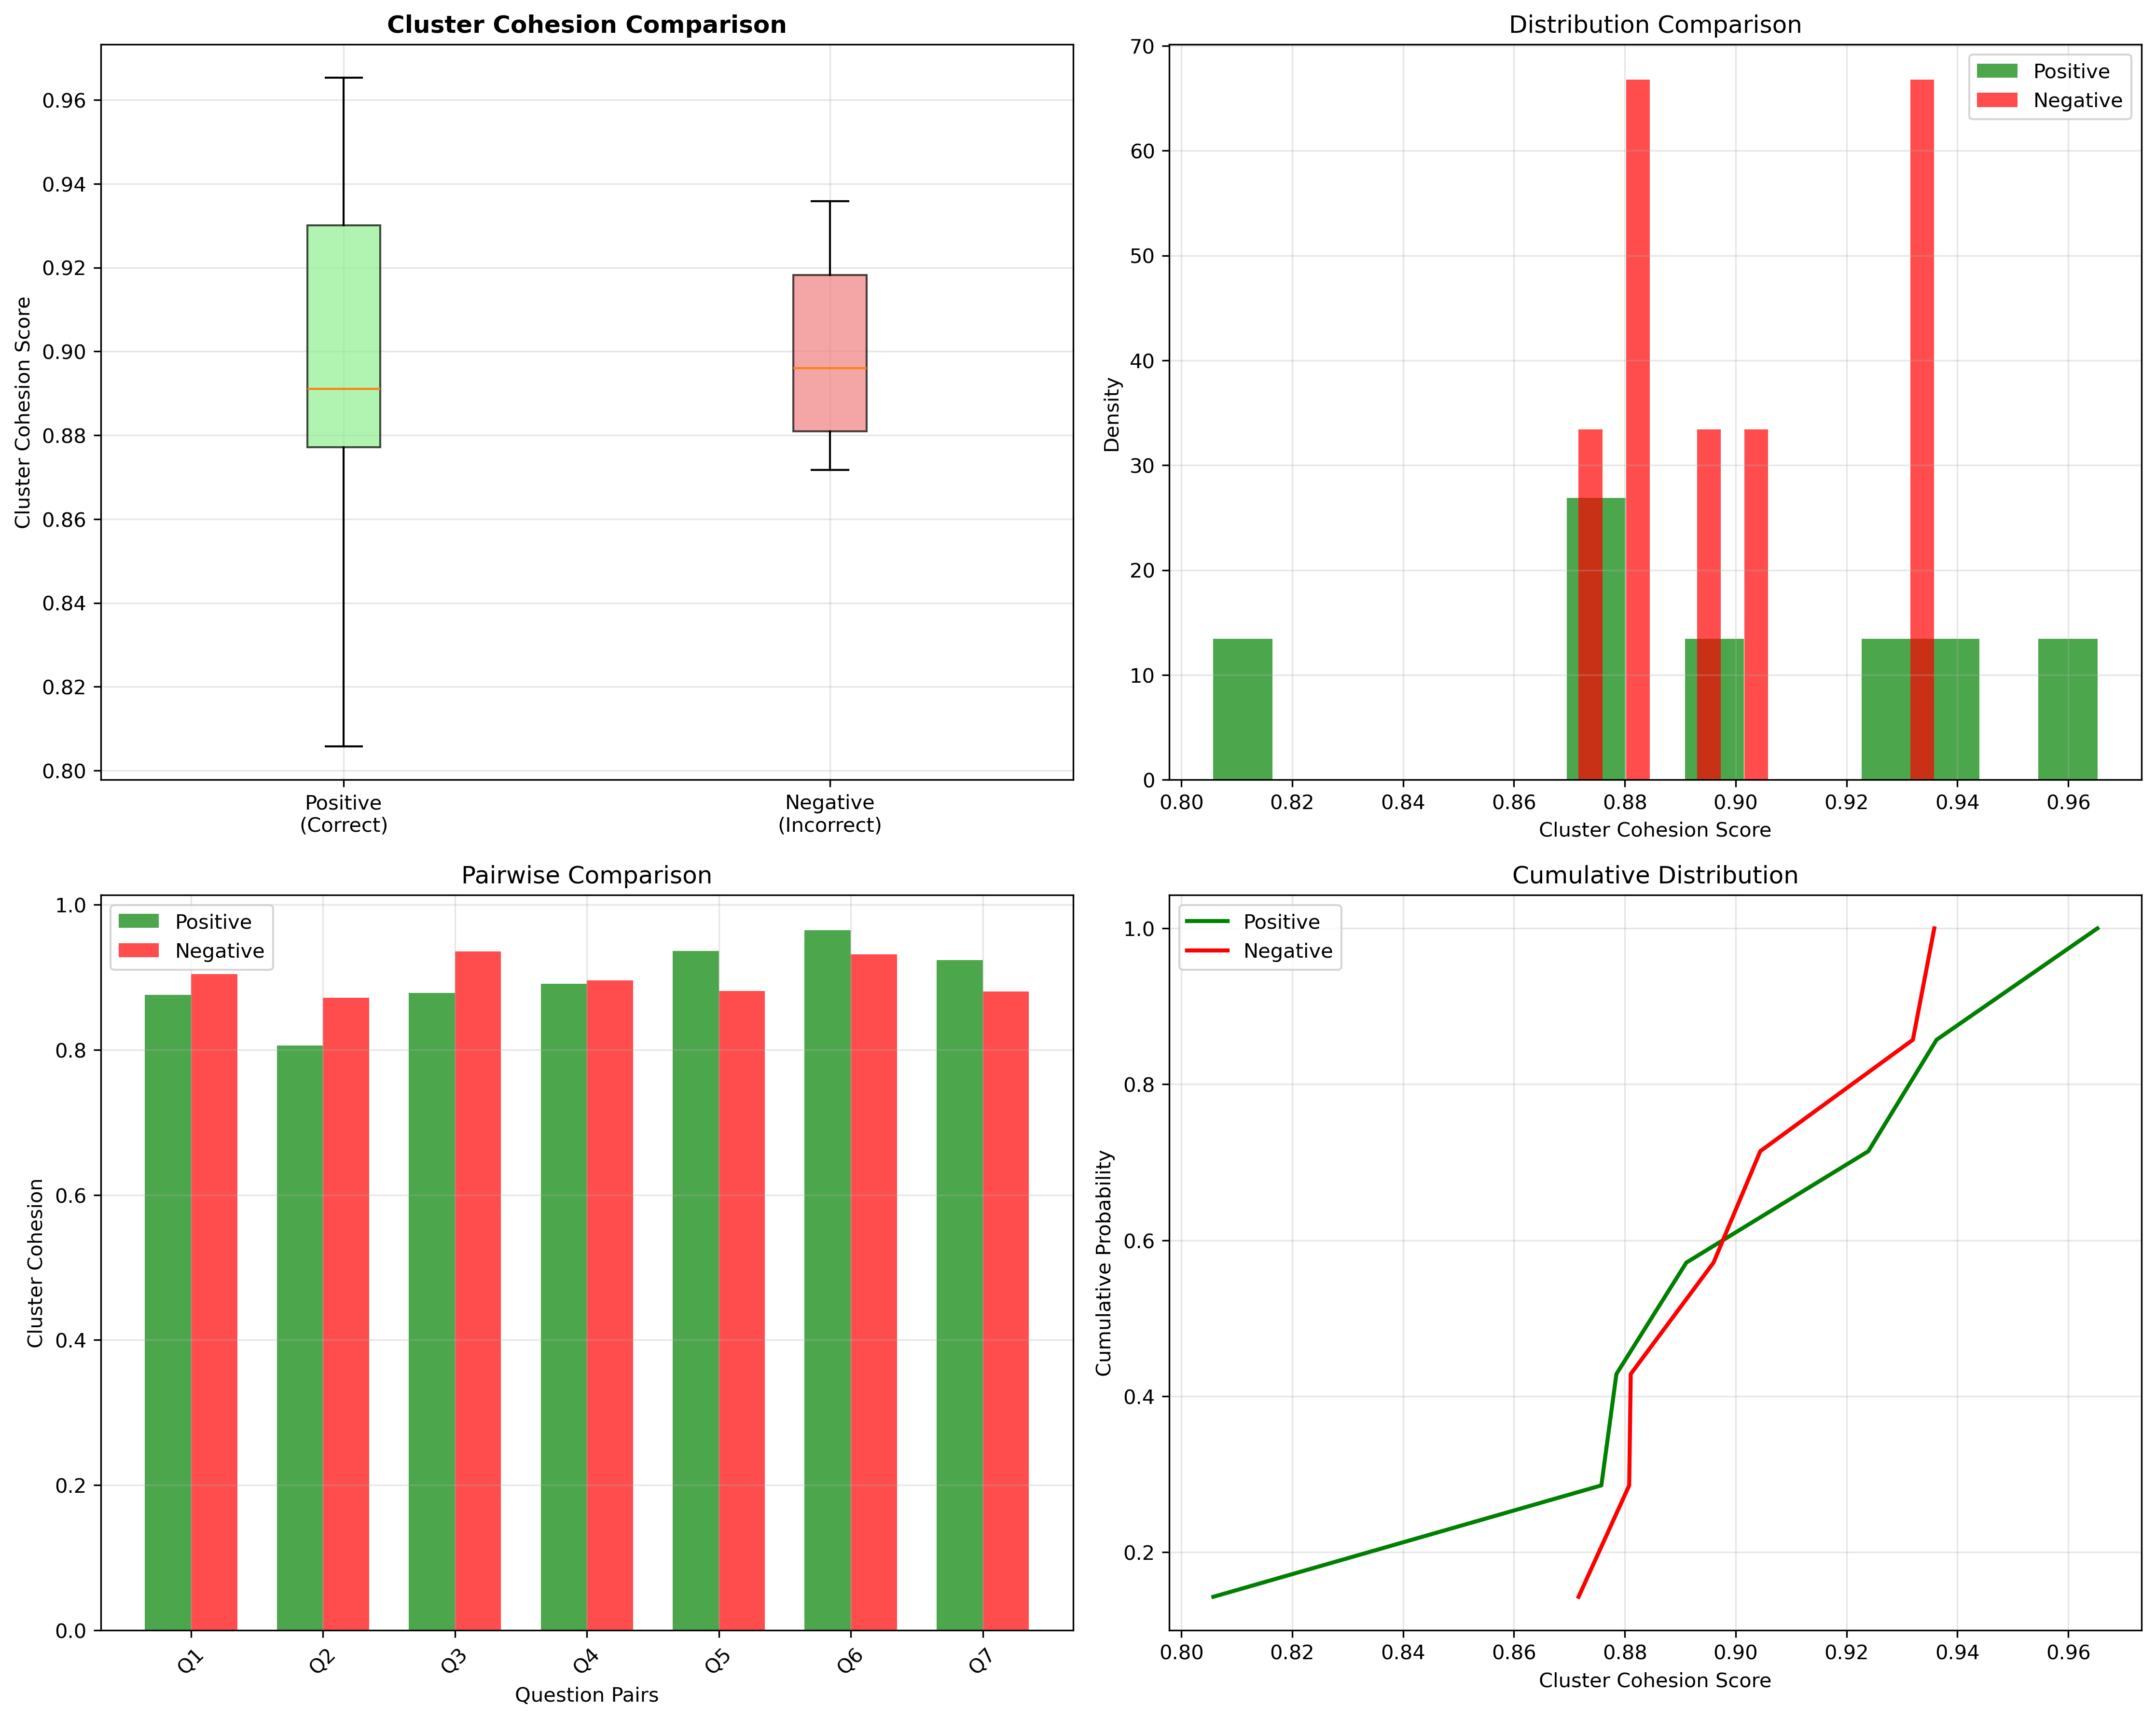 Cluster Cohesion Comparison
Cluster Cohesion Score
0.96
0.94
0.92
0.90
0.88
0.86
0.84
0.82
0.80
Positive
(Correct)
Negative
(Incorrect)
Distribution Comparison
Positive
Negative
Density
70
60
50
40
30
20
10
0
0.80 0.82 0.84 0.86 0.88 0.90 0.92 0.94 0.96
Cluster Cohesion Score
Pairwise Comparison
Positive
Negative
Cluster Cohesion
1.0
0.8
0.6
0.4
0.2
0.0
Q1 Q2 Q3 Q4 Q5 Q6 Q7
Question Pairs
Cumulative Distribution
Positive
Negative
Cumulative Probability
1.0
0.8
0.6
0.4
0.2
0.80 0.82 0.84 0.86 0.88 0.90 0.92 0.94 0.96
Cluster Cohesion Score